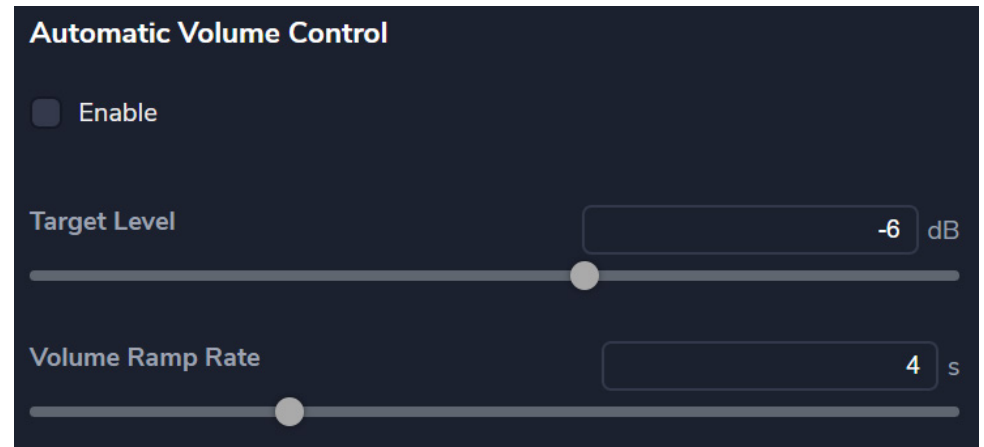 Automatic Volume Control
Enable
Target Level -6 dB
Volume Ramp Rate 4 s